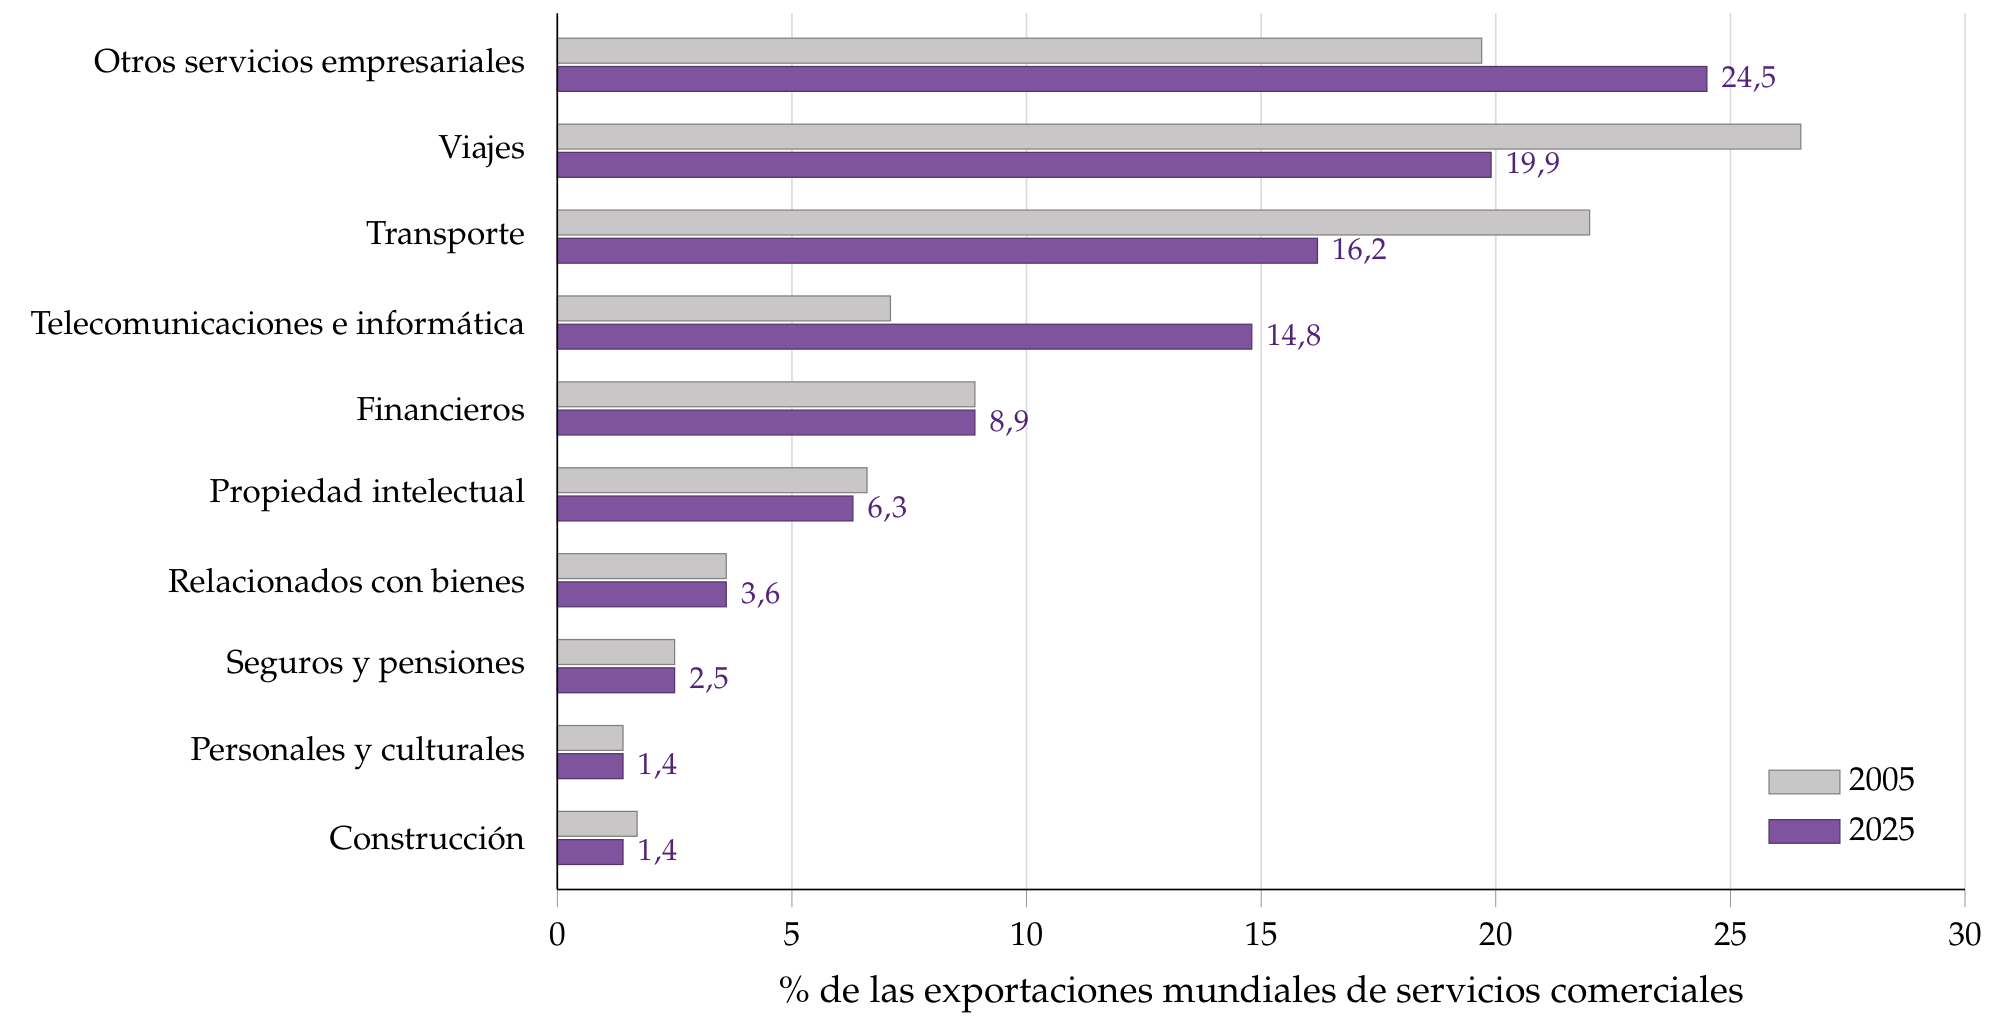 Otros servicios empresariales
24,5
Viajes
19,9
Transporte
16,2
Telecomunicaciones e informática
14,8
Financieros
8,9
Propiedad intelectual
6,3
Relacionados con bienes
3,6
Seguros y pensiones
2,5
Personales y culturales
1,4
Construcción
1,4
2005
2025
0 5 10 15 20 25 30
% de las exportaciones mundiales de servicios comerciales